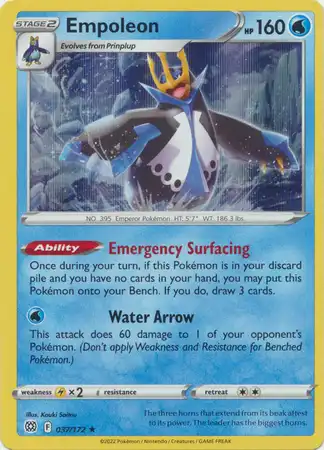 STAGE 2
Empoleon
HP 160
Evolves from Prinplup
NO. 395 Emperor Pokémon HT: 5'7" WT: 186.3 lbs.
Ability Emergency Surfacing
Once during your turn, if this Pokémon is in your discard
pile and you have no cards in your hand, you may put this
Pokémon onto your Bench. If you do, draw 3 cards.
Water Arrow
This attack does 60 damage to 1 of your opponent's
Pokémon. (Don't apply Weakness and Resistance for Benched
Pokémon.)
weakness ×2 resistance retreat
Illus. Kouki Saitou
F 037/172 ★
The three horns that extend from its beak attest
to its power. The leader has the biggest horns.
©2022 Pokémon / Nintendo / Creatures / GAME FREAK